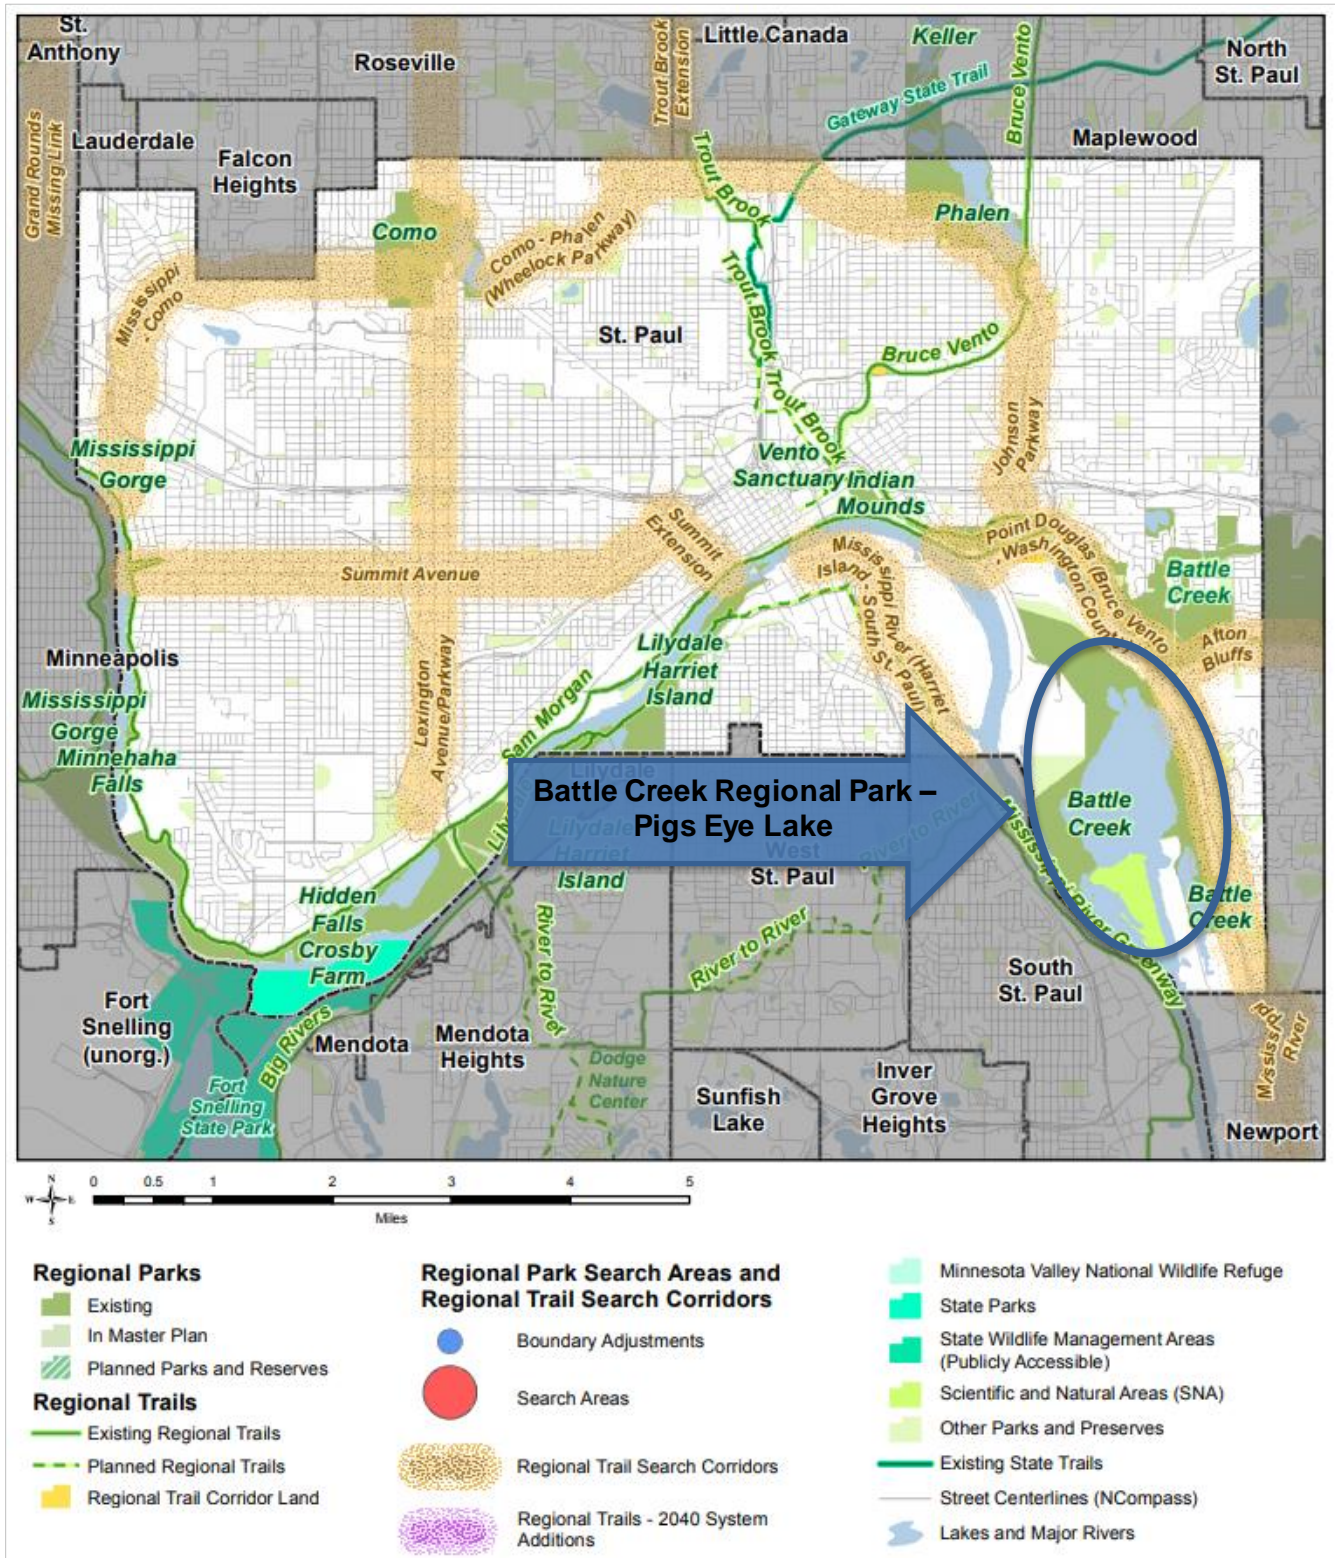 St.
Anthony
Roseville
Trout Brook
Extension
Little Canada
Keller
Bruce Vento
North
St. Paul
Gateway State Trail
Grand Rounds
Missing Link
Lauderdale
Falcon
Heights
Maplewood
Trout Brook
Como
Como - Phalen
(Wheelock Parkway)
Phalen
Mississippi
- Como
Trout Brook
St. Paul
Bruce Vento
Trout Brook
Johnson
Parkway
Mississippi
Gorge
Vento
Sanctuary
Indian
Mounds
Summit
Extension
Point Douglas (Bruce Vento
- Washington County)
Mississippi River (Harriet
Island - South St. Paul)
Summit Avenue
Battle
Creek
Afton
Bluffs
Minneapolis
Lilydale
Harriet
Island
Lexington
Avenue/Parkway
Mississippi
Gorge
Minnehaha
Falls
Sam Morgan
Lilydale
Battle Creek Regional Park –
Pigs Eye Lake
Lilydale
Harriet
Island
West
St. Paul
River to River
Battle
Creek
Mississippi River Greenway
Battle
Creek
Hidden
Falls
Crosby
Farm
River to River
River to River
South
St. Paul
Fort
Snelling
(unorg.)
Big Rivers
Mendota
Mendota
Heights
Dodge
Nature
Center
Fort
Snelling
State Park
Sunfish
Lake
Inver
Grove
Heights
Mississippi
River
Newport
N
W E
S
0 0.5 1 2 3 4 5
Miles
Regional Parks
Existing
In Master Plan
Planned Parks and Reserves
Regional Trails
Existing Regional Trails
Planned Regional Trails
Regional Trail Corridor Land
Regional Park Search Areas and
Regional Trail Search Corridors
Boundary Adjustments
Search Areas
Regional Trail Search Corridors
Regional Trails - 2040 System
Additions
Minnesota Valley National Wildlife Refuge
State Parks
State Wildlife Management Areas
(Publicly Accessible)
Scientific and Natural Areas (SNA)
Other Parks and Preserves
Existing State Trails
Street Centerlines (NCompass)
Lakes and Major Rivers